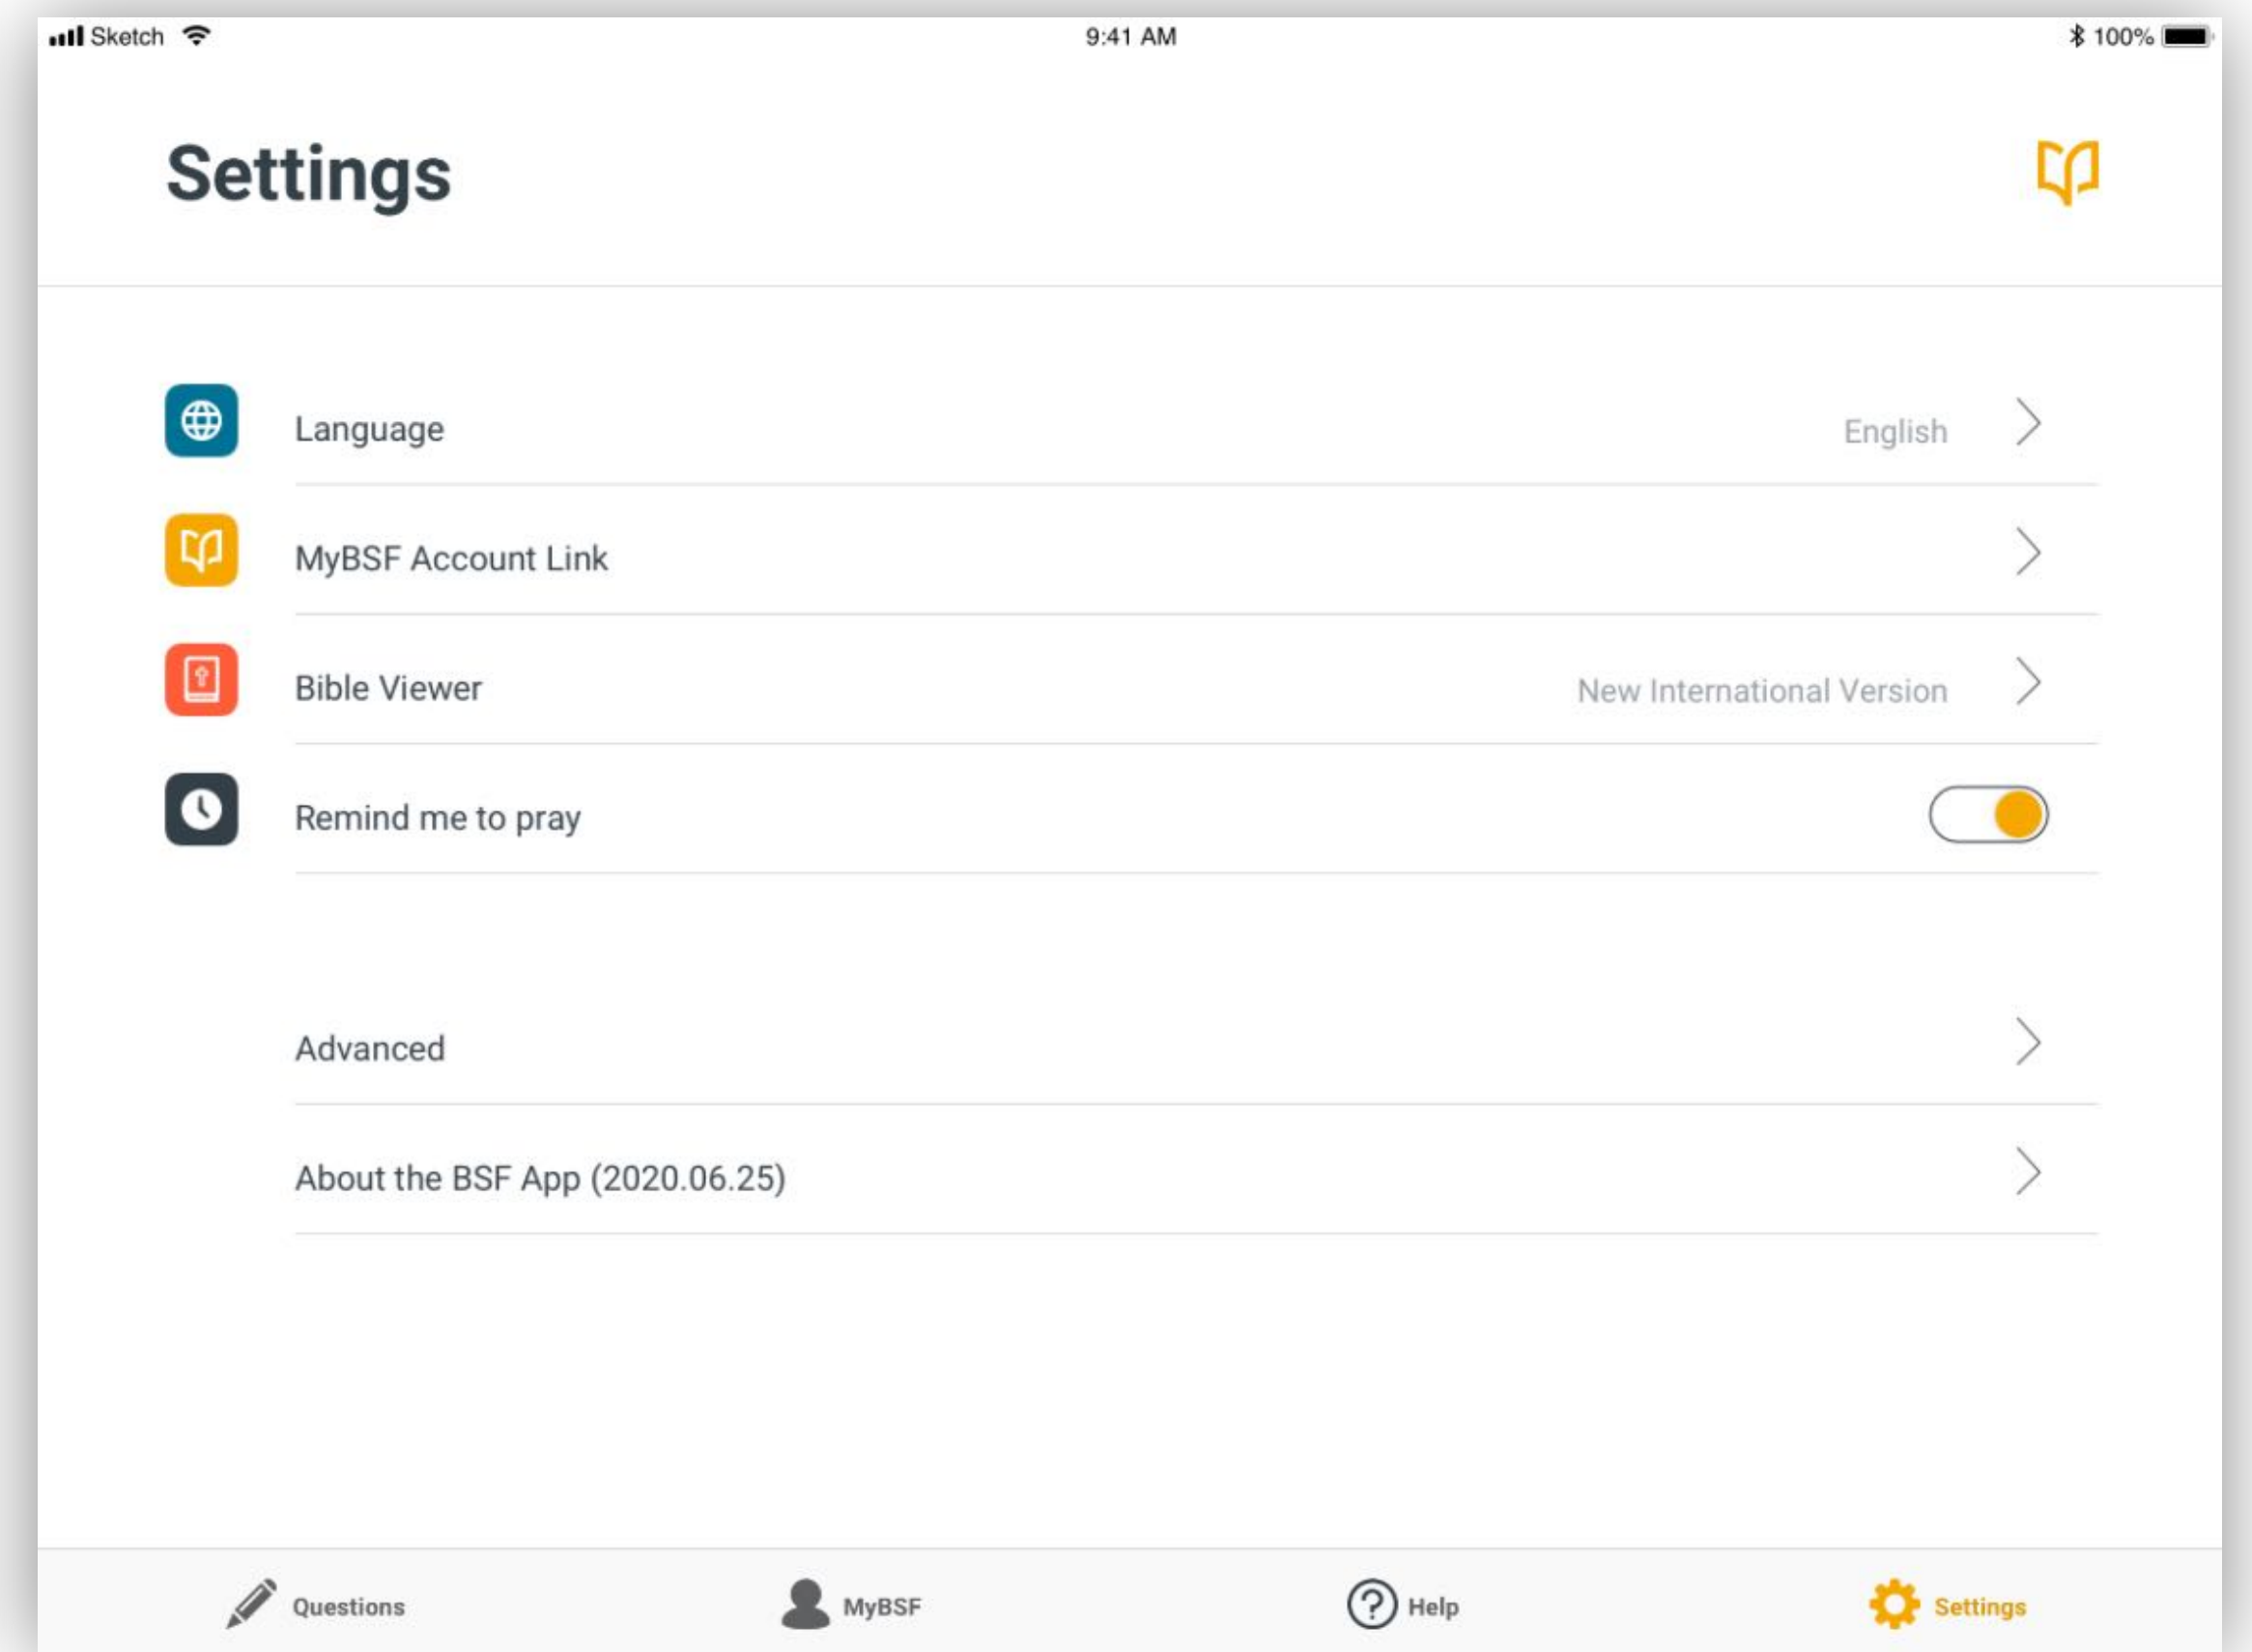 Sketch 9:41 AM 100%
Settings
Language English
MyBSF Account Link
Bible Viewer New International Version
Remind me to pray
Advanced
About the BSF App (2020.06.25)
Questions MyBSF Help Settings